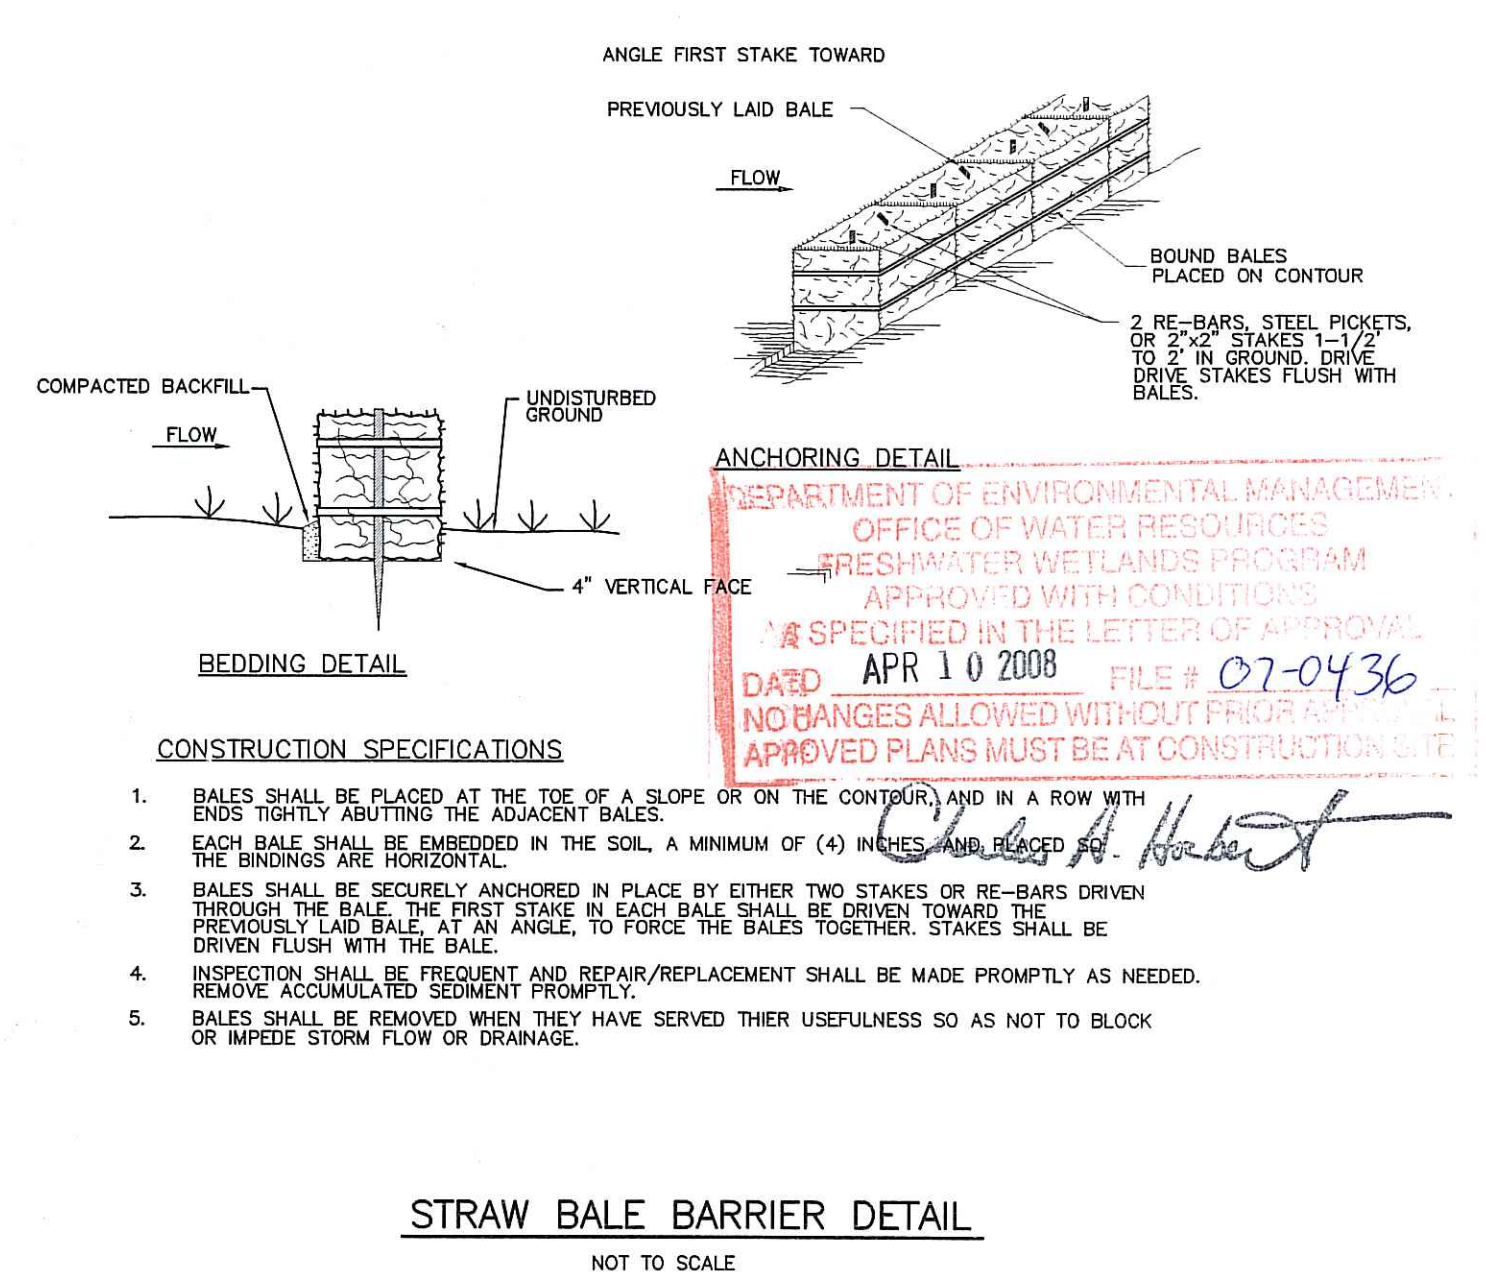 ANGLE FIRST STAKE TOWARD
PREVIOUSLY LAID BALE
FLOW
BOUND BALES
PLACED ON CONTOUR
2 RE-BARS, STEEL PICKETS,
OR 2"x2" STAKES 1-1/2'
TO 2' IN GROUND. DRIVE
DRIVE STAKES FLUSH WITH
BALES.
COMPACTED BACKFILL
FLOW
UNDISTURBED
GROUND
4" VERTICAL FACE
BEDDING DETAIL
ANCHORING DETAIL
DEPARTMENT OF ENVIRONMENTAL MANAGEMEN
OFFICE OF WATER RESOURCES
FRESHWATER WETLANDS PROGRAM
APPROVED WITH CONDITIONS
AS SPECIFIED IN THE LETTER OF APPROVAL
DATED APR 10 2008 FILE # 07-0436
NO CHANGES ALLOWED WITHOUT PRIOR APPROVAL
APPROVED PLANS MUST BE AT CONSTRUCTION SITE
CONSTRUCTION SPECIFICATIONS
1. BALES SHALL BE PLACED AT THE TOE OF A SLOPE OR ON THE CONTOUR, AND IN A ROW WITH
ENDS TIGHTLY ABUTTING THE ADJACENT BALES.
2. EACH BALE SHALL BE EMBEDDED IN THE SOIL, A MINIMUM OF (4) INCHES, AND PLACED SO
THE BINDINGS ARE HORIZONTAL.
Charles A. Horbert
3. BALES SHALL BE SECURELY ANCHORED IN PLACE BY EITHER TWO STAKES OR RE-BARS DRIVEN
THROUGH THE BALE. THE FIRST STAKE IN EACH BALE SHALL BE DRIVEN TOWARD THE
PREVIOUSLY LAID BALE, AT AN ANGLE, TO FORCE THE BALES TOGETHER. STAKES SHALL BE
DRIVEN FLUSH WITH THE BALE.
4. INSPECTION SHALL BE FREQUENT AND REPAIR/REPLACEMENT SHALL BE MADE PROMPTLY AS NEEDED.
REMOVE ACCUMULATED SEDIMENT PROMPTLY.
5. BALES SHALL BE REMOVED WHEN THEY HAVE SERVED THIER USEFULNESS SO AS NOT TO BLOCK
OR IMPEDE STORM FLOW OR DRAINAGE.
STRAW BALE BARRIER DETAIL
NOT TO SCALE